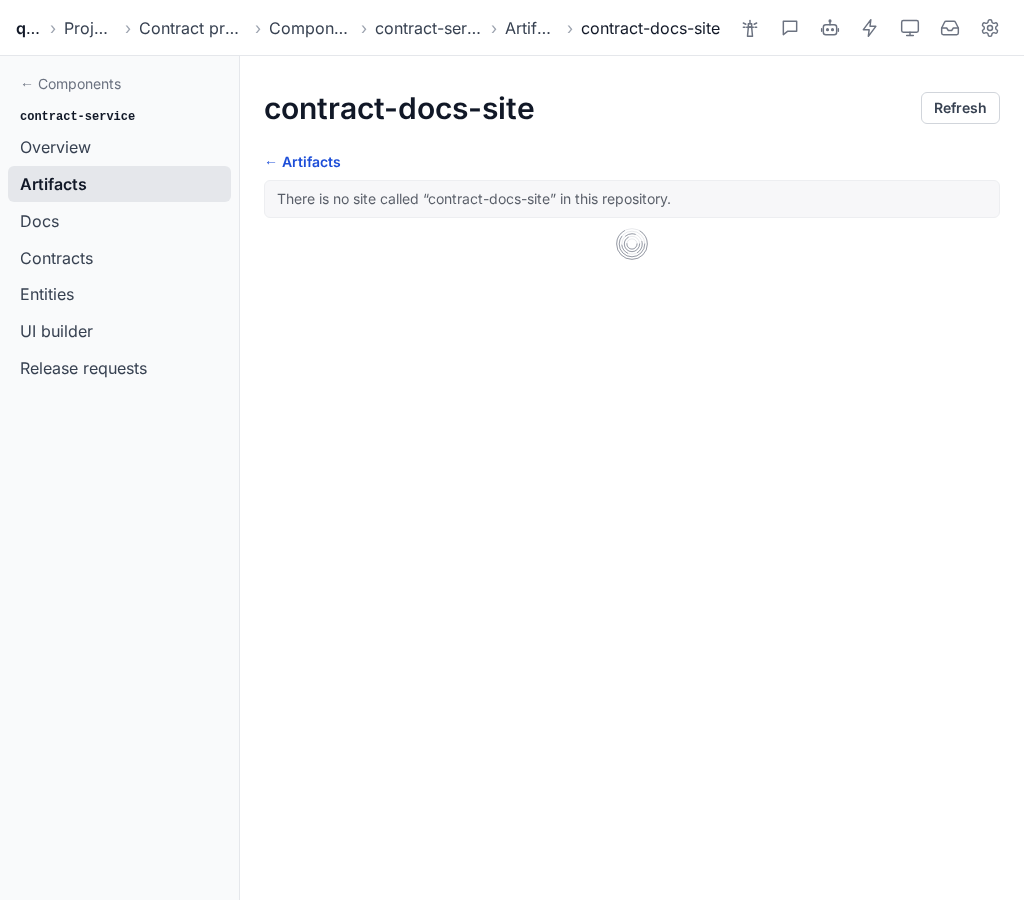 q... › Proj... › Contract pr... › Compon... › contract-ser... › Artif... › contract-docs-site
← Components
contract-service
Overview
Artifacts
Docs
Contracts
Entities
UI builder
Release requests
contract-docs-site
Refresh
← Artifacts
There is no site called “contract-docs-site” in this repository.